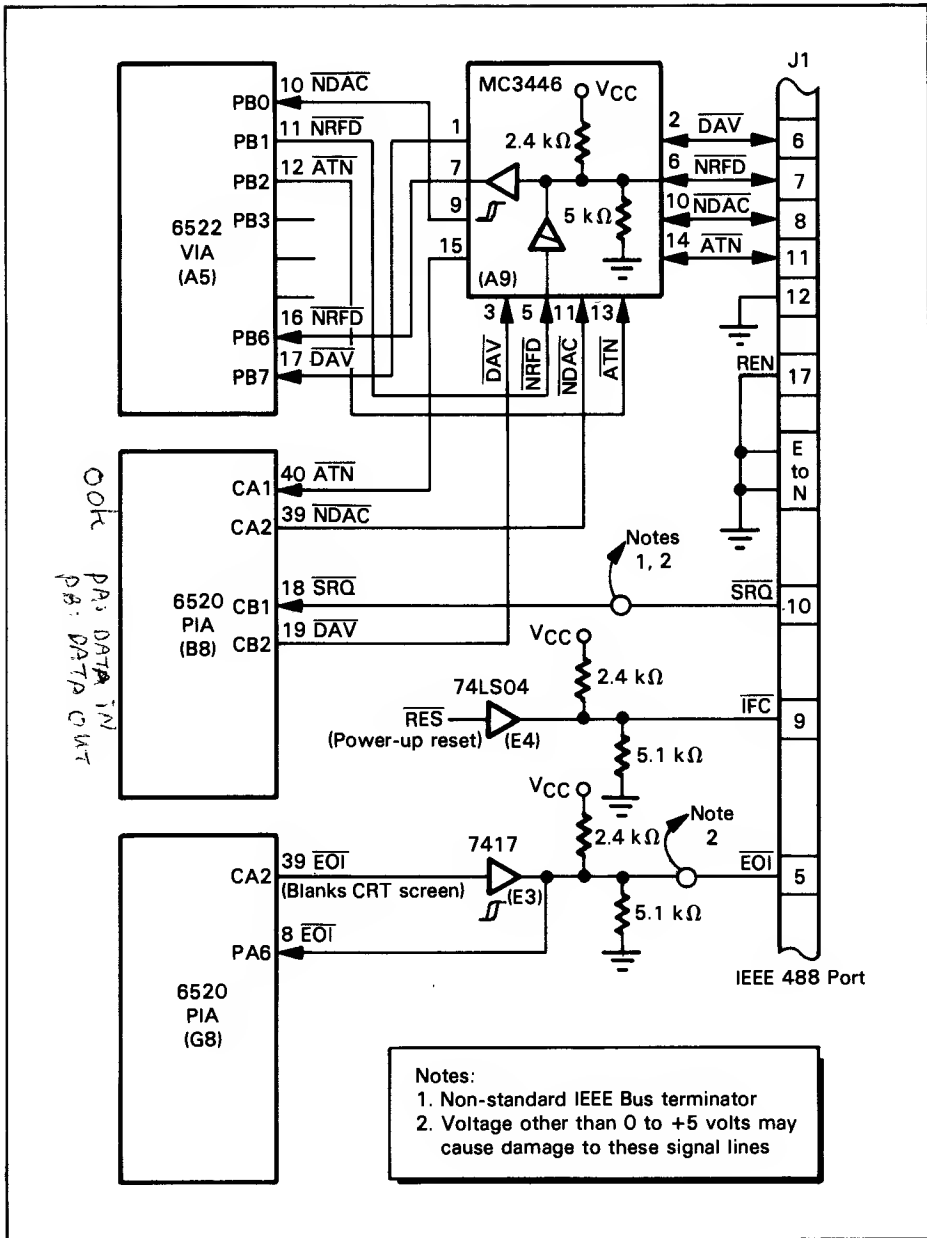 J1
MC3446
VCC
2.4 kΩ
5 kΩ
(A9)
1
7
9
15
2 DAV
6 NRFD
10 NDAC
14 ATN
3
5
11
13
DAV
NRFD
NDAC
ATN
PB0
10 NDAC
PB1
11 NRFD
PB2
12 ATN
PB3
6522
VIA
(A5)
16 NRFD
PB6
17 DAV
PB7
6
7
8
11
12
REN
17
E
to
N
40 ATN
CA1
39 NDAC
CA2
6520
PIA
(B8)
18 SRQ
CB1
19 DAV
CB2
Notes
1, 2
SRQ
10
VCC
2.4 kΩ
74LS04
RES
(Power-up reset)
(E4)
5.1 kΩ
IFC
9
PA: DATA IN
PB: DATA OUT
VCC
2.4 kΩ
Note
2
7417
(E3)
39 EOI
CA2
(Blanks CRT screen)
5.1 kΩ
EOI
5
8 EOI
PA6
6520
PIA
(G8)
IEEE 488 Port
Notes:
1. Non-standard IEEE Bus terminator
2. Voltage other than 0 to +5 volts may
cause damage to these signal lines